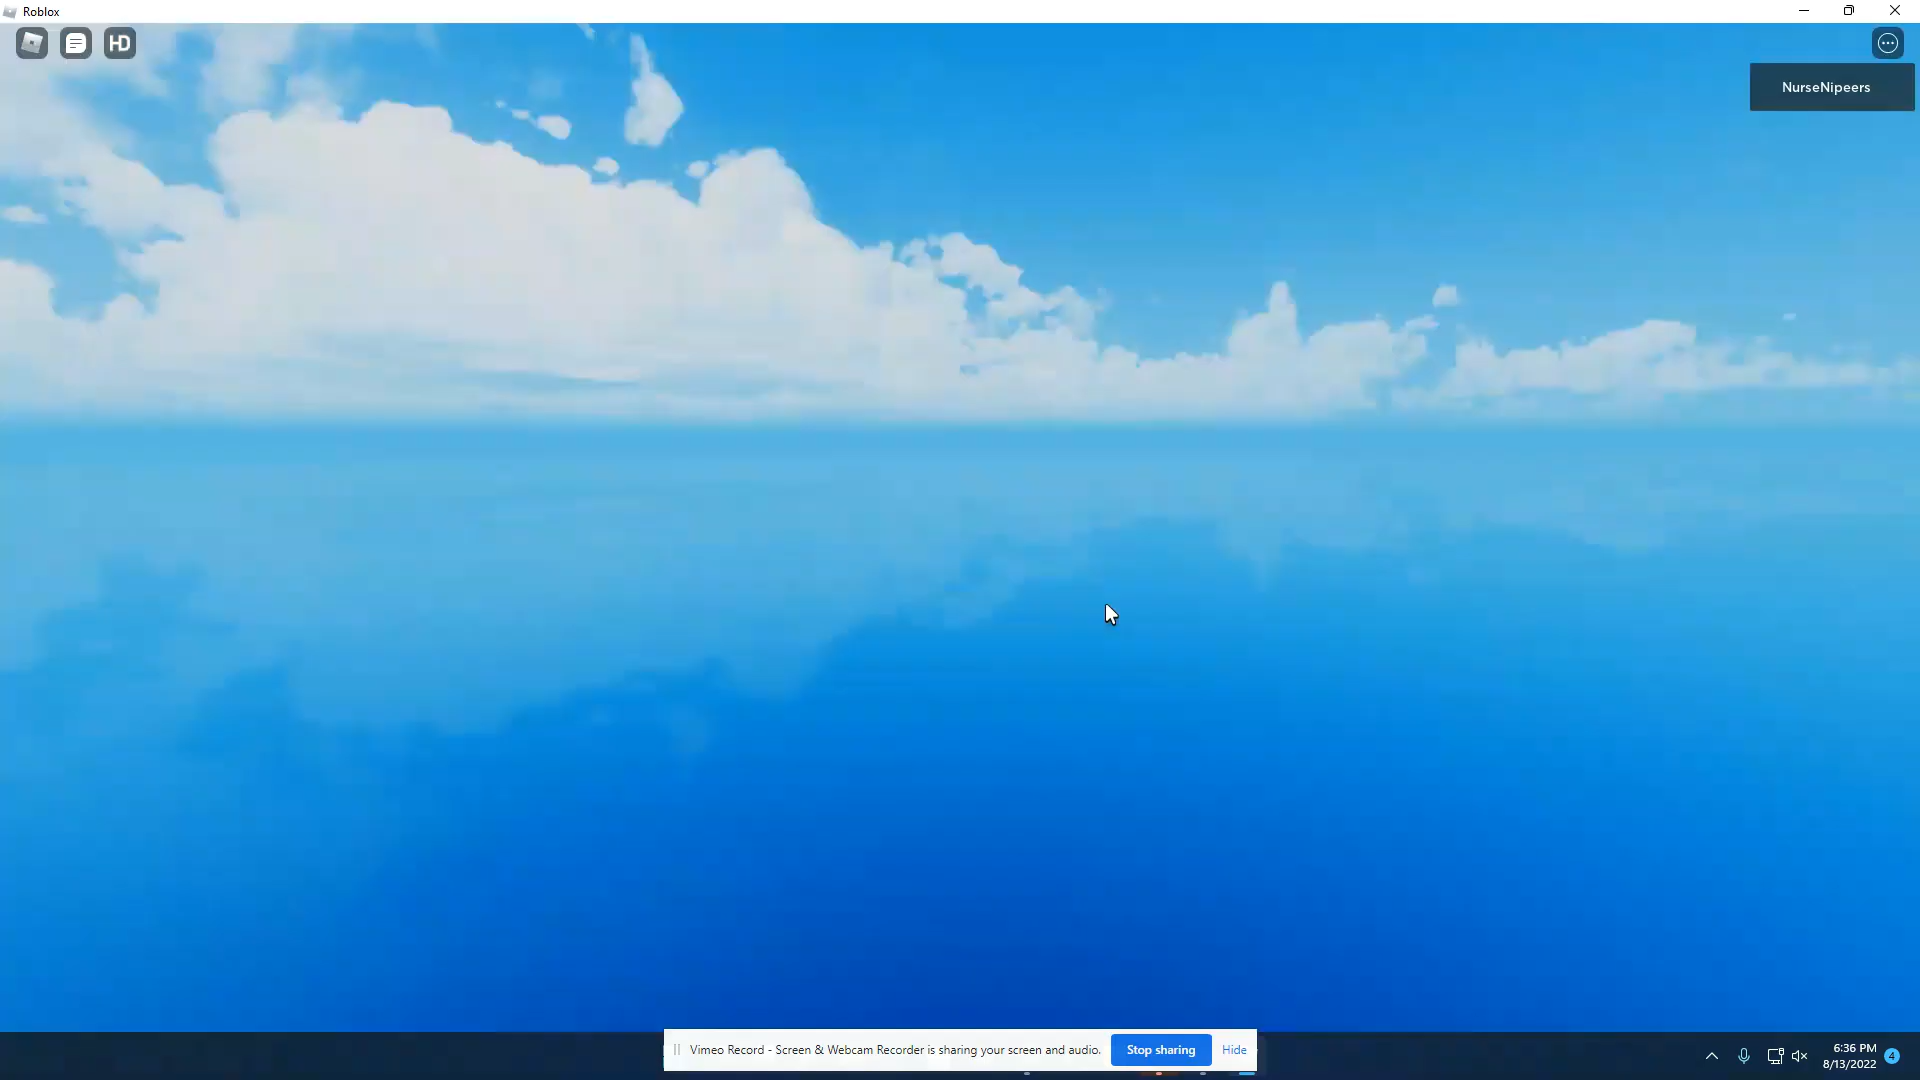 Roblox
HD
NurseNipeers
Vimeo Record - Screen & Webcam Recorder is sharing your screen and audio.
Stop sharing
Hide
6:36 PM
8/13/2022
4